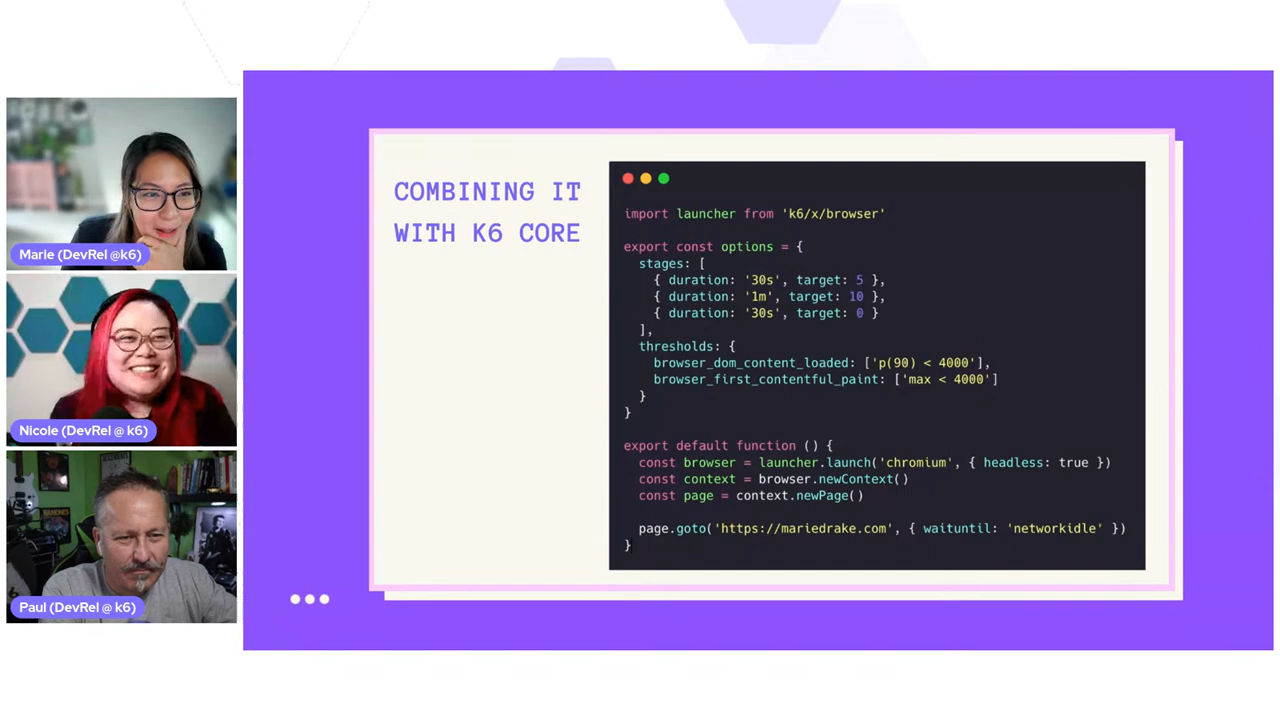 Marie (DevRel @k6)
Nicole (DevRel @ k6)
RAMONES
Paul (DevRel @ k6)
COMBINING IT
WITH K6 CORE
import launcher from 'k6/x/browser'
export const options = {
stages: [
{ duration: '30s', target: 5 },
{ duration: '1m', target: 10 },
{ duration: '30s', target: 0 }
],
thresholds: {
browser_dom_content_loaded: ['p(90) < 4000'],
browser_first_contentful_paint: ['max < 4000']
}
}
export default function () {
const browser = launcher.launch('chromium', { headless: true })
const context = browser.newContext()
const page = context.newPage()
page.goto('https://mariedrake.com', { waituntil: 'networkidle' })
}